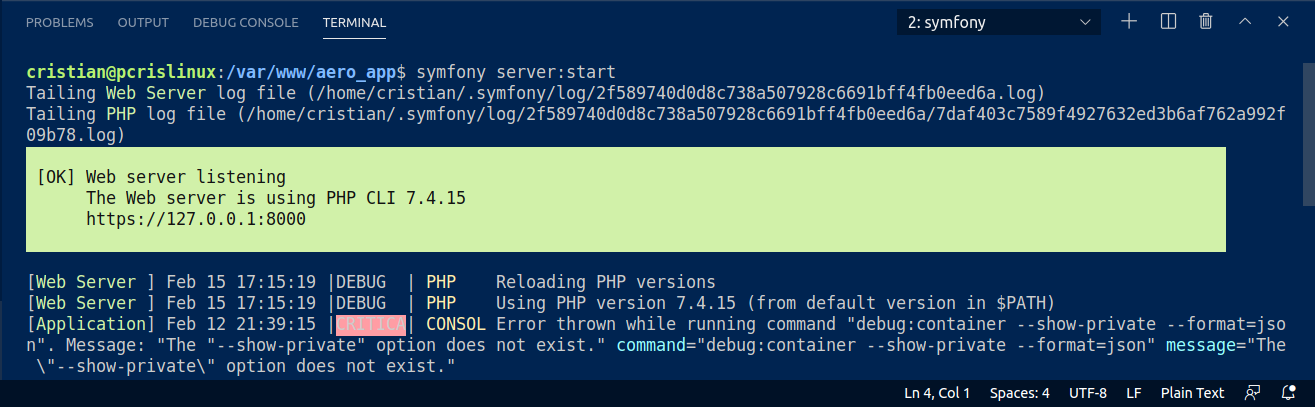 PROBLEMS OUTPUT DEBUG CONSOLE TERMINAL 2: symfony
cristian@pcrislinux:/var/www/aero_app$ symfony server:start
Tailing Web Server log file (/home/cristian/.symfony/log/2f589740d0d8c738a507928c6691bff4fb0eed6a.log)
Tailing PHP log file (/home/cristian/.symfony/log/2f589740d0d8c738a507928c6691bff4fb0eed6a/7daf403c7589f4927632ed3b6af762a992f
09b78.log)
[OK] Web server listening
The Web server is using PHP CLI 7.4.15
https://127.0.0.1:8000
[Web Server ] Feb 15 17:15:19 |DEBUG | PHP Reloading PHP versions
[Web Server ] Feb 15 17:15:19 |DEBUG | PHP Using PHP version 7.4.15 (from default version in $PATH)
[Application] Feb 12 21:39:15 |CRITICA| CONSOL Error thrown while running command "debug:container --show-private --format=jso
n". Message: "The "--show-private" option does not exist." command="debug:container --show-private --format=json" message="The
\"--show-private\" option does not exist."
Ln 4, Col 1 Spaces: 4 UTF-8 LF Plain Text